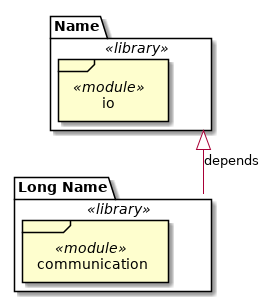 Name
«library»
«module»
io
depends
Long Name
«library»
«module»
communication